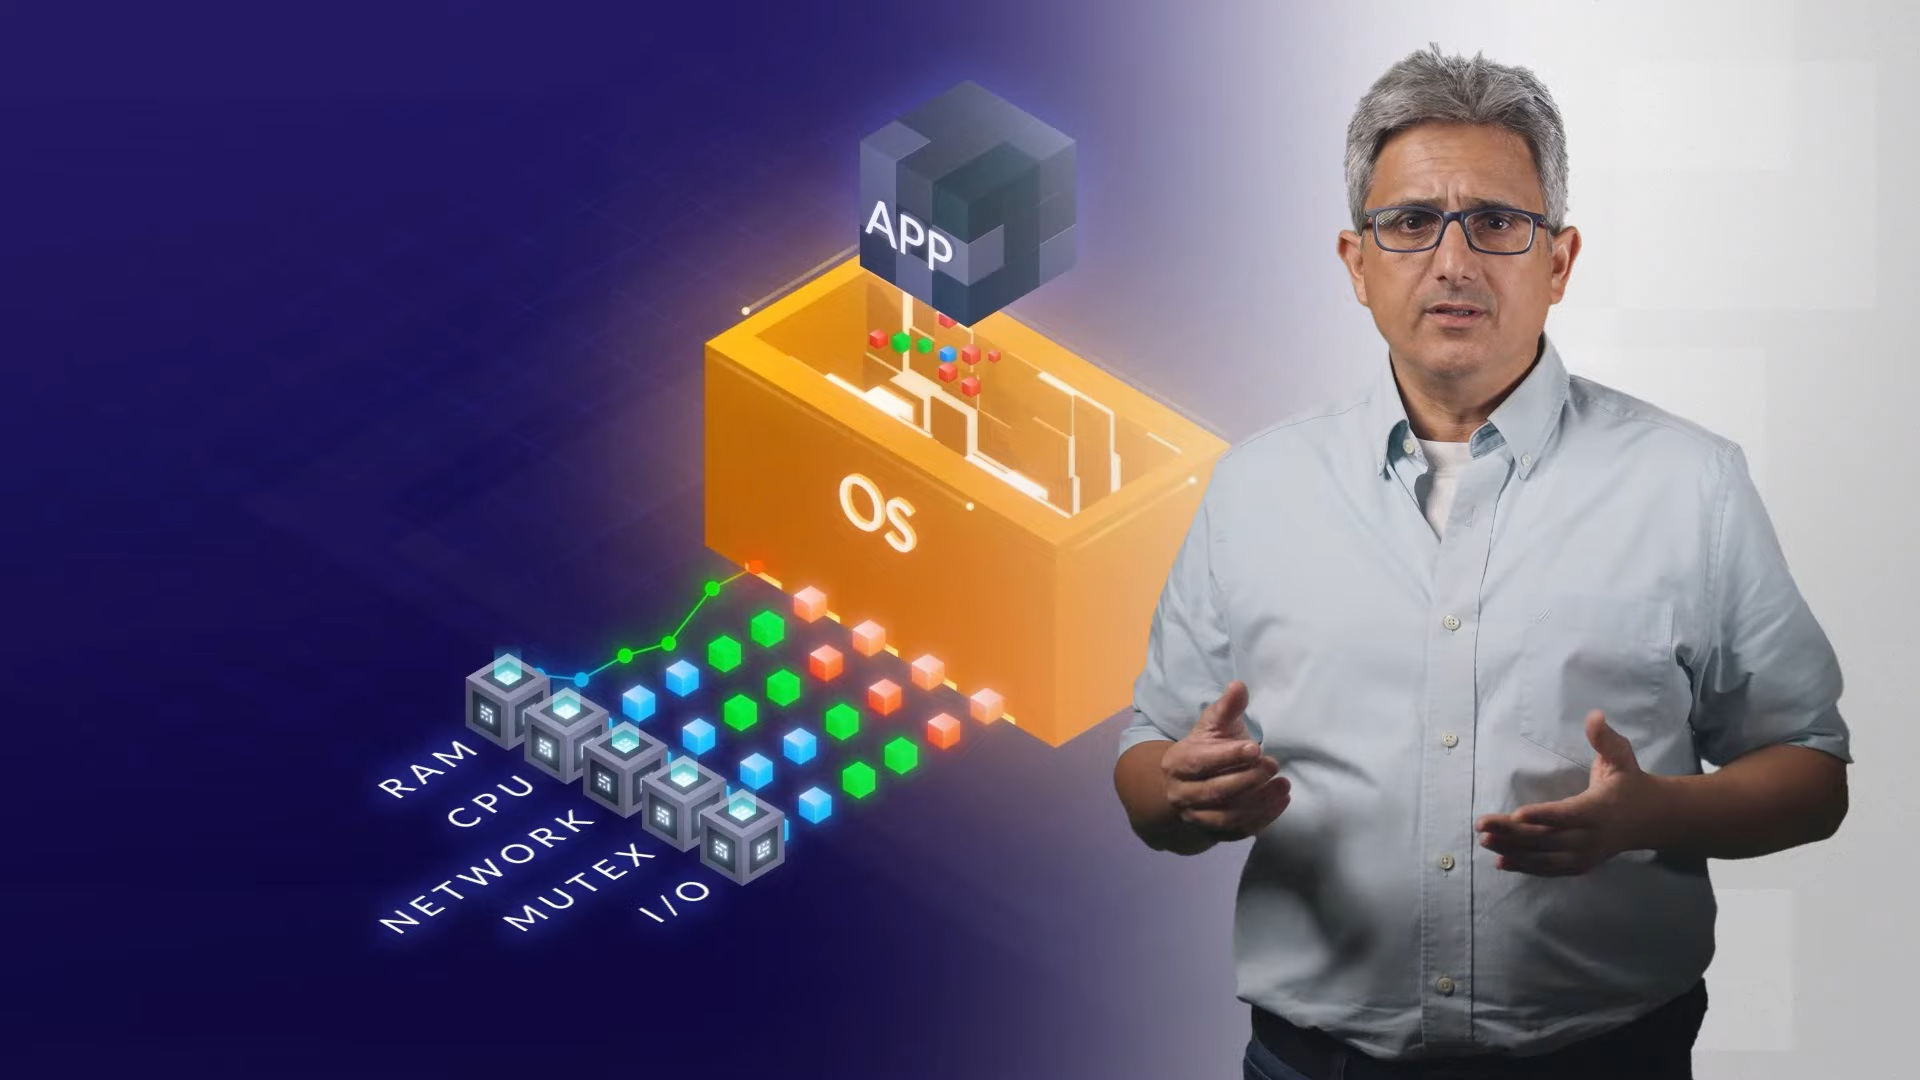 APP
OS
RAM
CPU
NETWORK
MUTEX
I/O